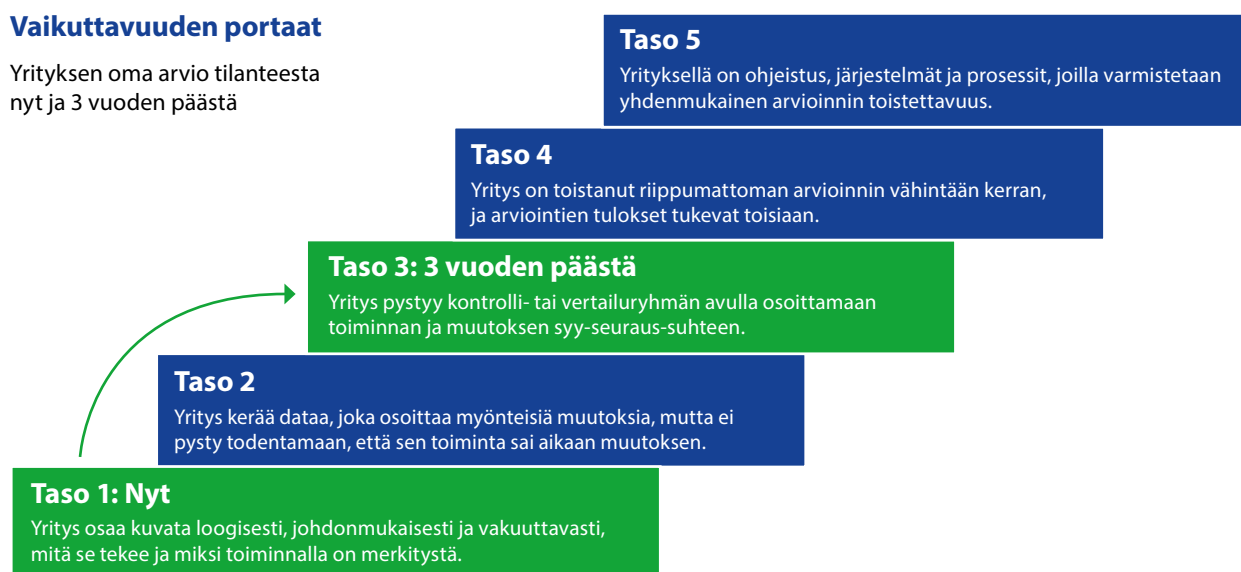 Vaikuttavuuden portaat
Yrityksen oma arvio tilanteesta
nyt ja 3 vuoden päästä
Taso 5
Yrityksellä on ohjeistus, järjestelmät ja prosessit, joilla varmistetaan
yhdenmukainen arvioinnin toistettavuus.
Taso 4
Yritys on toistanut riippumattoman arvioinnin vähintään kerran,
ja arviointien tulokset tukevat toisiaan.
Taso 3: 3 vuoden päästä
Yritys pystyy kontrolli- tai vertailuryhmän avulla osoittamaan
toiminnan ja muutoksen syy-seuraus-suhteen.
Taso 2
Yritys kerää dataa, joka osoittaa myönteisiä muutoksia, mutta ei
pysty todentamaan, että sen toiminta sai aikaan muutoksen.
Taso 1: Nyt
Yritys osaa kuvata loogisesti, johdonmukaisesti ja vakuuttavasti,
mitä se tekee ja miksi toiminnalla on merkitystä.